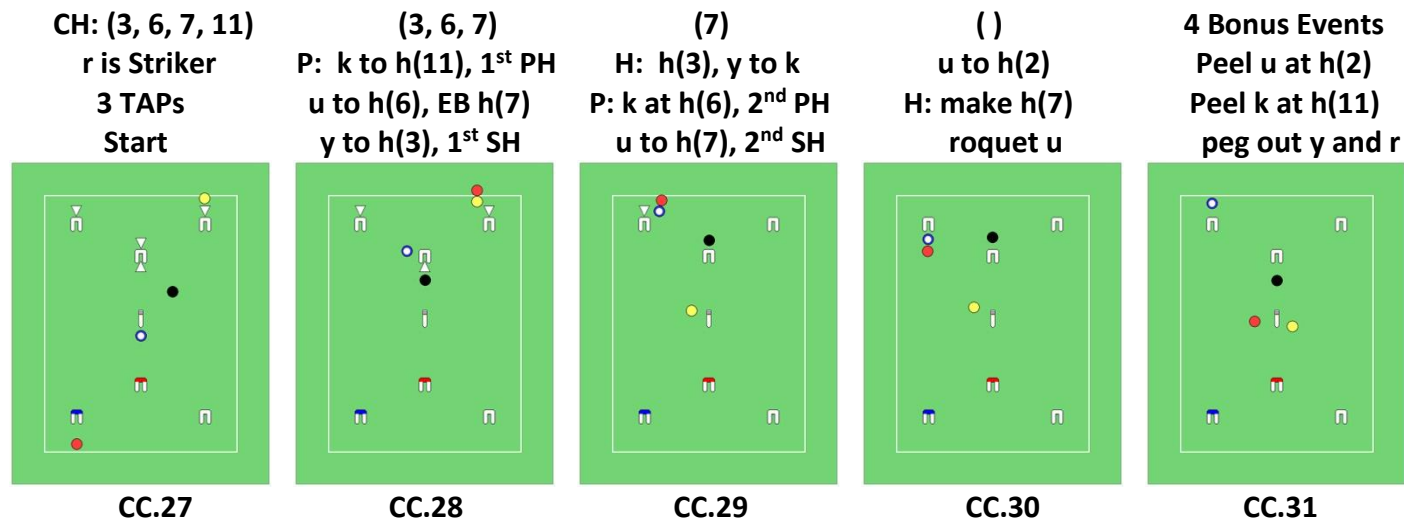 CH: (3, 6, 7, 11)
r is Striker
3 TAPs
Start
CC.27
(3, 6, 7)
P: k to h(11), 1st PH
u to h(6), EB h(7)
y to h(3), 1st SH
CC.28
(7)
H: h(3), y to k
P: k at h(6), 2nd PH
u to h(7), 2nd SH
CC.29
( )
u to h(2)
H: make h(7)
roquet u
CC.30
4 Bonus Events
Peel u at h(2)
Peel k at h(11)
peg out y and r
CC.31